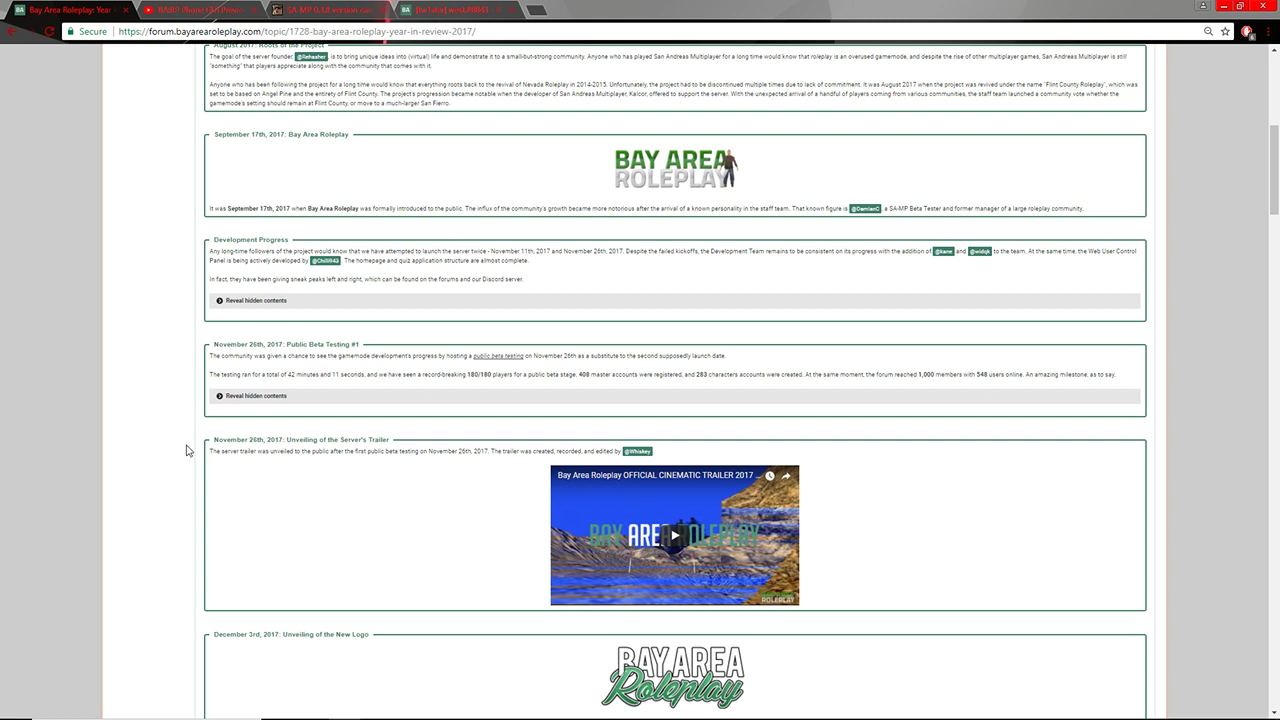 Bay Area Roleplay: Year
BABRP Phone GUI Preview
SA-MP 0.3.8 version can
Secure https://forum.bayarearoleplay.com/topic/1728-bay-area-roleplay-year-in-review-2017/
August 2017: Roots of the Project
The goal of the server founder, @Rehasher, is to bring unique ideas into (virtual) life and demonstrate it to a small-but-strong community. Anyone who has played San Andreas Multiplayer for a long time would know that roleplay is an overused gamemode, and despite the rise of other multiplayer games, San Andreas Multiplayer is still
"something" that players appreciate along with the community that comes with it.
Anyone who has been following the project for a long time would know that everything roots back to the revival of Nevada Roleplay in 2014-2015. Unfortunately, the project had to be discontinued multiple times due to lack of commitment. It was August 2017 when the project was revived under the name 'Flint County Roleplay', which was
set to be based on Angel Pine and the entirety of Flint County. The project's progression became notable when the developer of San Andreas Multiplayer, Kalcor, offered to support the server. With the unexpected arrival of a handful of players coming from various communities, the staff team launched a community vote whether the
gamemode's setting should remain at Flint County, or move to a much-larger San Fierro.
September 17th, 2017: Bay Area Roleplay
BAY AREA
ROLEPLAY
It was September 17th, 2017 when Bay Area Roleplay was formally introduced to the public. The influx of the community's growth became more notorious after the arrival of a known personality in the staff team. That known figure is @DamianC, a SA-MP Beta Tester and former manager of a large roleplay community.
Development Progress
Any long-time followers of the project would know that we have attempted to launch the server twice - November 11th, 2017 and November 26th, 2017. Despite the failed kickoffs, the Development Team remains to be consistent on its progress with the addition of @kane and @widqk to the team. At the same time, the Web User Control
Panel is being actively developed by @Chilli943. The homepage and quiz application structure are almost complete.
In fact, they have been giving sneak peaks left and right, which can be found on the forums and our Discord server.
Reveal hidden contents
November 26th, 2017: Public Beta Testing #1
The community was given a chance to see the gamemode development's progress by hosting a public beta testing on November 26th as a substitute to the second supposedly launch date.
The testing ran for a total of 42 minutes and 11 seconds, and we have seen a record-breaking 180/180 players for a public beta stage. 408 master accounts were registered, and 283 characters accounts were created. At the same moment, the forum reached 1,000 members with 548 users online. An amazing milestone, as to say.
Reveal hidden contents
November 26th, 2017: Unveiling of the Server's Trailer
The server trailer was unveiled to the public after the first public beta testing on November 26th, 2017. The trailer was created, recorded, and edited by @Whiskey
Bay Area Roleplay OFFICIAL CINEMATIC TRAILER 2017 ...
BAY AREA ROLEPLAY
ROLEPLAY
December 3rd, 2017: Unveiling of the New Logo
BAY AREA
Roleplay